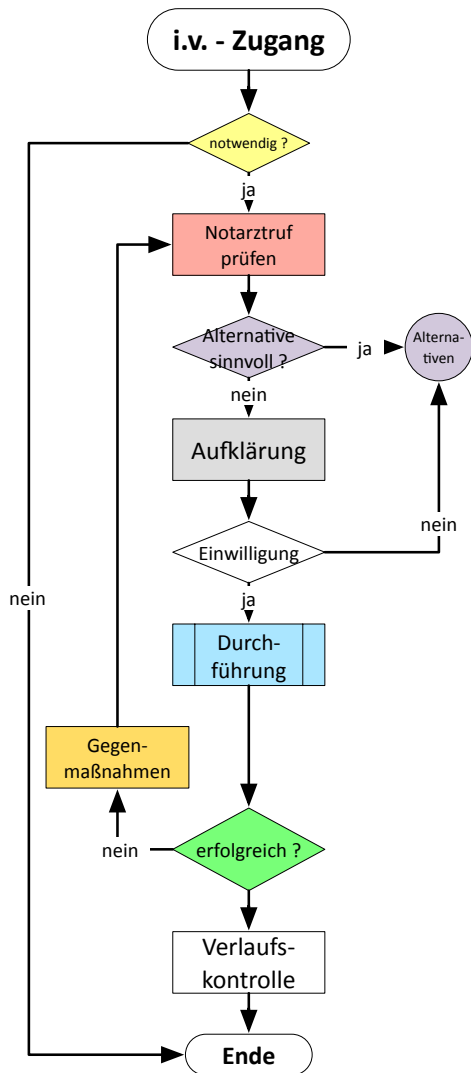 i.v. - Zugang
notwendig ?
ja
Notarztruf
prüfen
Alternative
sinnvoll ?
ja
Alterna-
tiven
nein
Aufklärung
nein
Einwilligung
nein
ja
Durch-
führung
Gegen-
maßnahmen
nein
erfolgreich ?
Verlaufs-
kontrolle
Ende